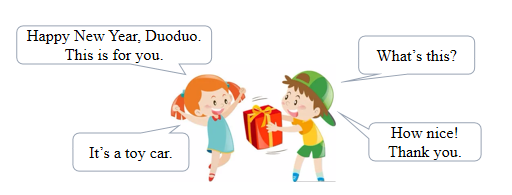 Happy New Year, Duoduo.
This is for you.
What's this?
It's a toy car.
How nice!
Thank you.